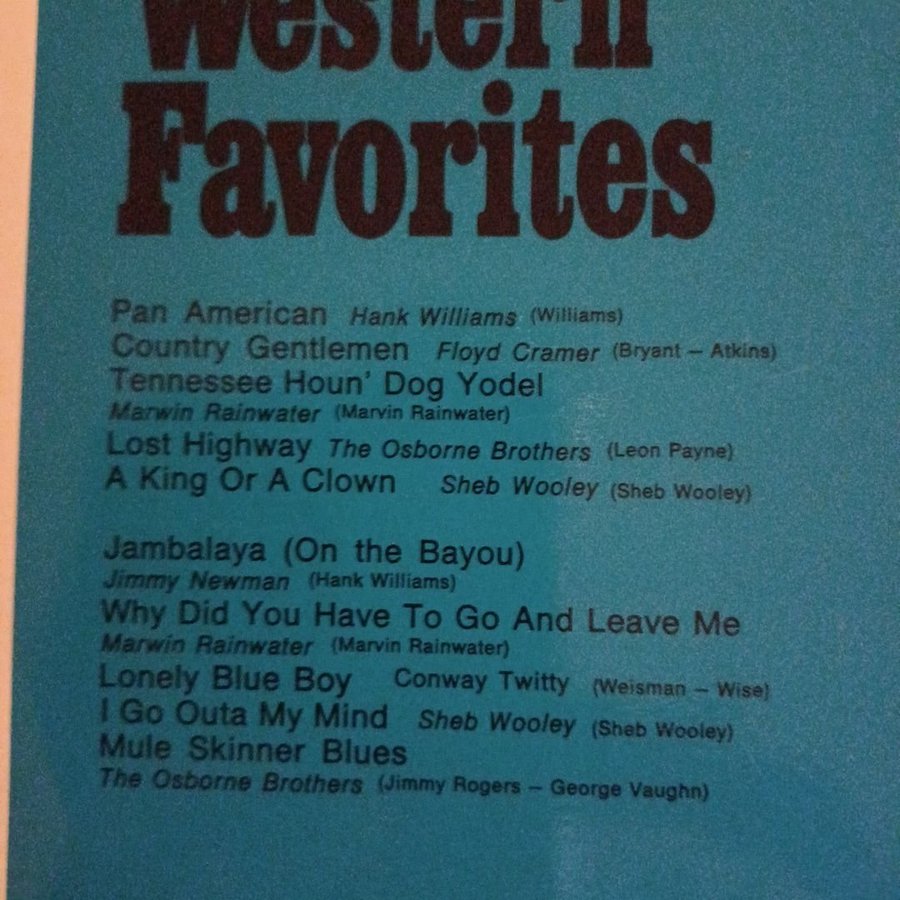 Western
Favorites
Pan American Hank Williams (Williams)
Country Gentlemen Floyd Cramer (Bryant – Atkins)
Tennessee Houn' Dog Yodel
Marwin Rainwater (Marvin Rainwater)
Lost Highway The Osborne Brothers (Leon Payne)
A King Or A Clown Sheb Wooley (Sheb Wooley)
Jambalaya (On the Bayou)
Jimmy Newman (Hank Williams)
Why Did You Have To Go And Leave Me
Marwin Rainwater (Marvin Rainwater)
Lonely Blue Boy Conway Twitty (Weisman – Wise)
I Go Outa My Mind Sheb Wooley (Sheb Wooley)
Mule Skinner Blues
The Osborne Brothers (Jimmy Rogers – George Vaughn)